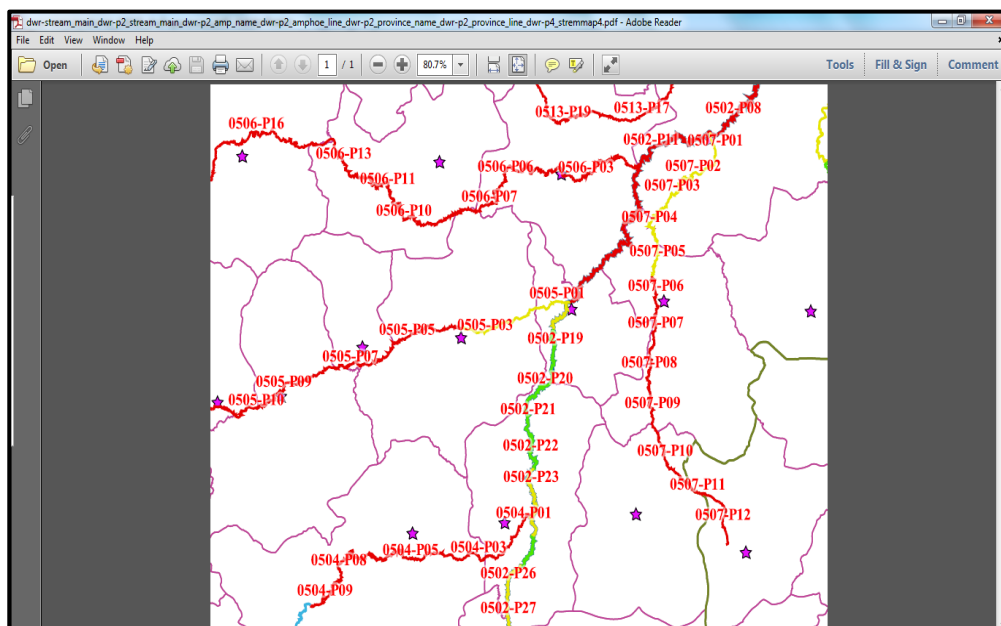 dwr-stream_main_dwr-p2_stream_main_dwr-p2_amp_name_dwr-p2_amphoe_line_dwr-p2_province_name_dwr-p2_province_line_dwr-p4_stremmap4.pdf - Adobe Reader
File Edit View Window Help
Open 1 / 1 80.7% Tools Fill & Sign Comment
0513-P19 0513-P17 0502-P08
0506-P16
0506-P13 0502-P11 0507-P01
0506-P06 0506-P03 0507-P02
0506-P11 0507-P03
0506-P07
0506-P10 0507-P04
0507-P05
0505-P01 0507-P06
0505-P05 0505-P03 0507-P07
0502-P19
0505-P07 0507-P08
0505-P09 0502-P20
0505-P10 0502-P21 0507-P09
0502-P22 0507-P10
0502-P23
0507-P11
0504-P01 0507-P12
0504-P08 0504-P05 0504-P03
0502-P26
0504-P09
0502-P27